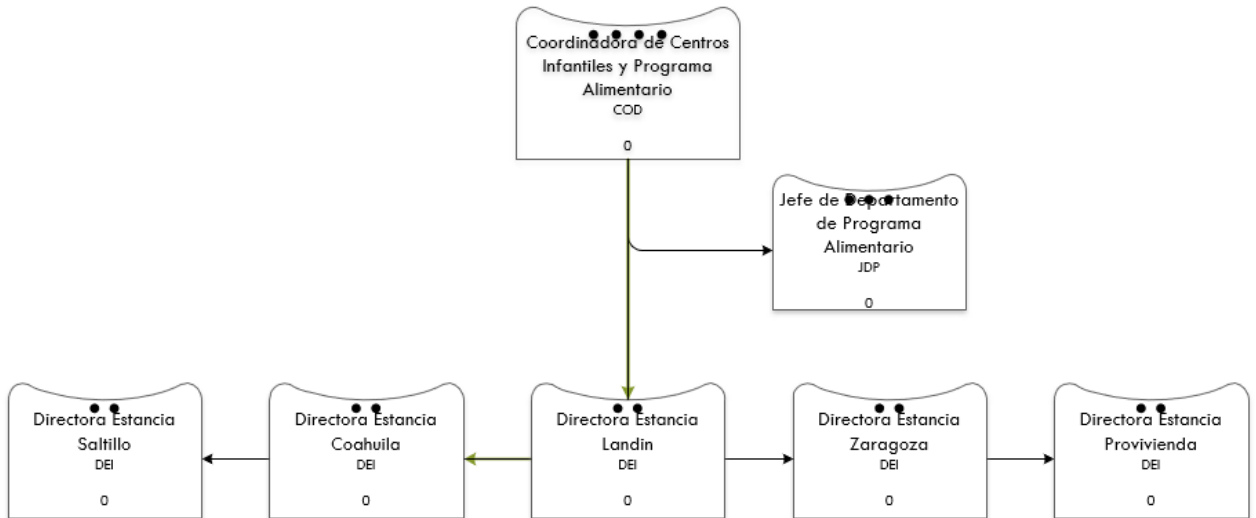 Coordinadora de Centros
Infantiles y Programa
Alimentario
COD
0
Jefe de Departamento
de Programa
Alimentario
JDP
0
Directora Estancia
Saltillo
DEI
0
Directora Estancia
Coahuila
DEI
0
Directora Estancia
Landin
DEI
0
Directora Estancia
Zaragoza
DEI
0
Directora Estancia
Provivienda
DEI
0